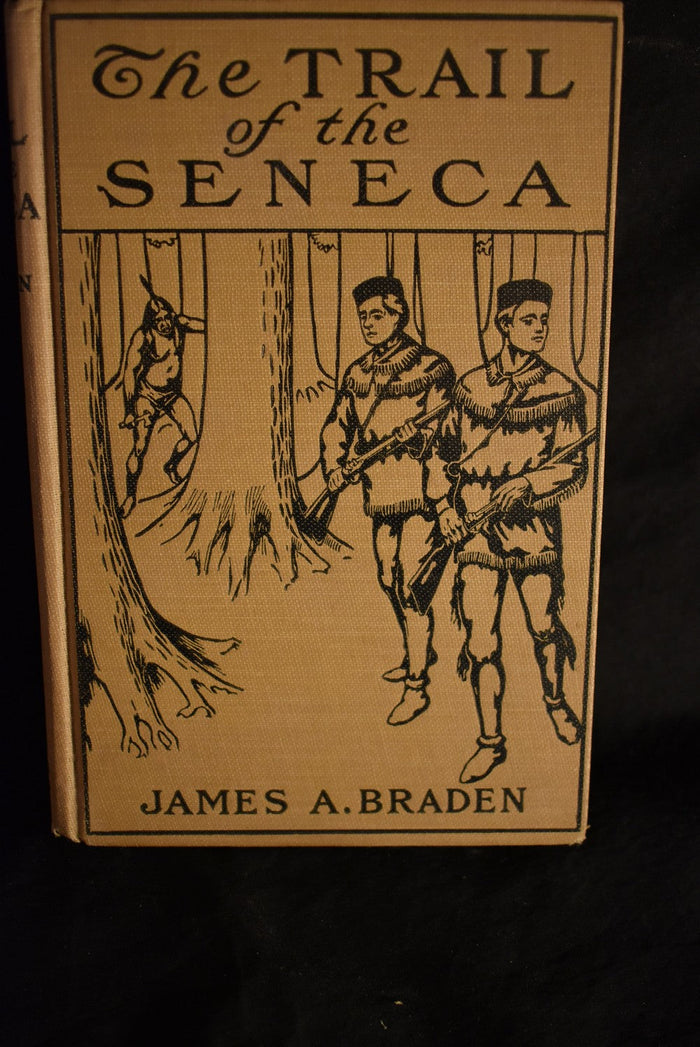 The TRAIL
of the
SENECA
JAMES A. BRADEN